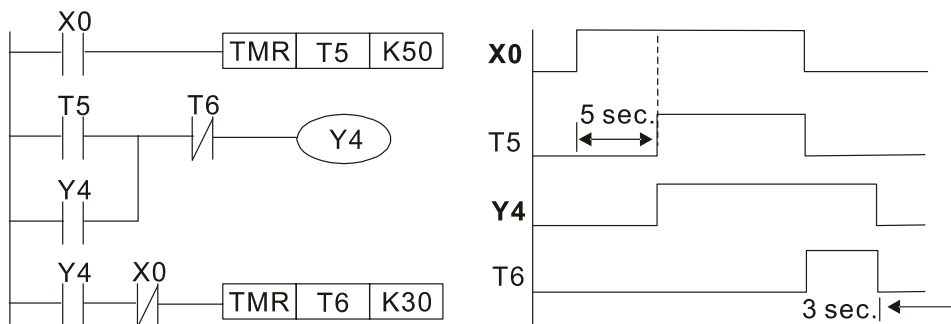 X0
TMR T5 K50
T5 T6
Y4
Y4
Y4 X0
TMR T6 K30
X0
5 sec.
T5
Y4
T6
3 sec.